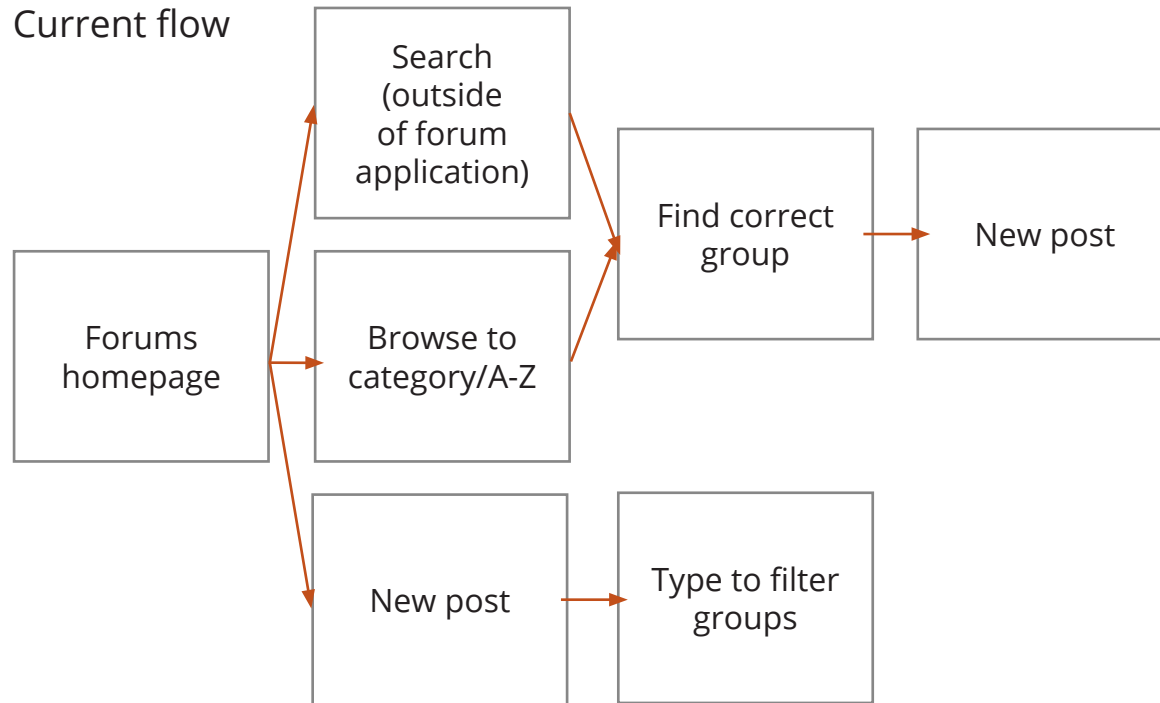 Current flow
Search
(outside
of forum
application)
Find correct
group
New post
Forums
homepage
Browse to
category/A-Z
New post
Type to filter
groups